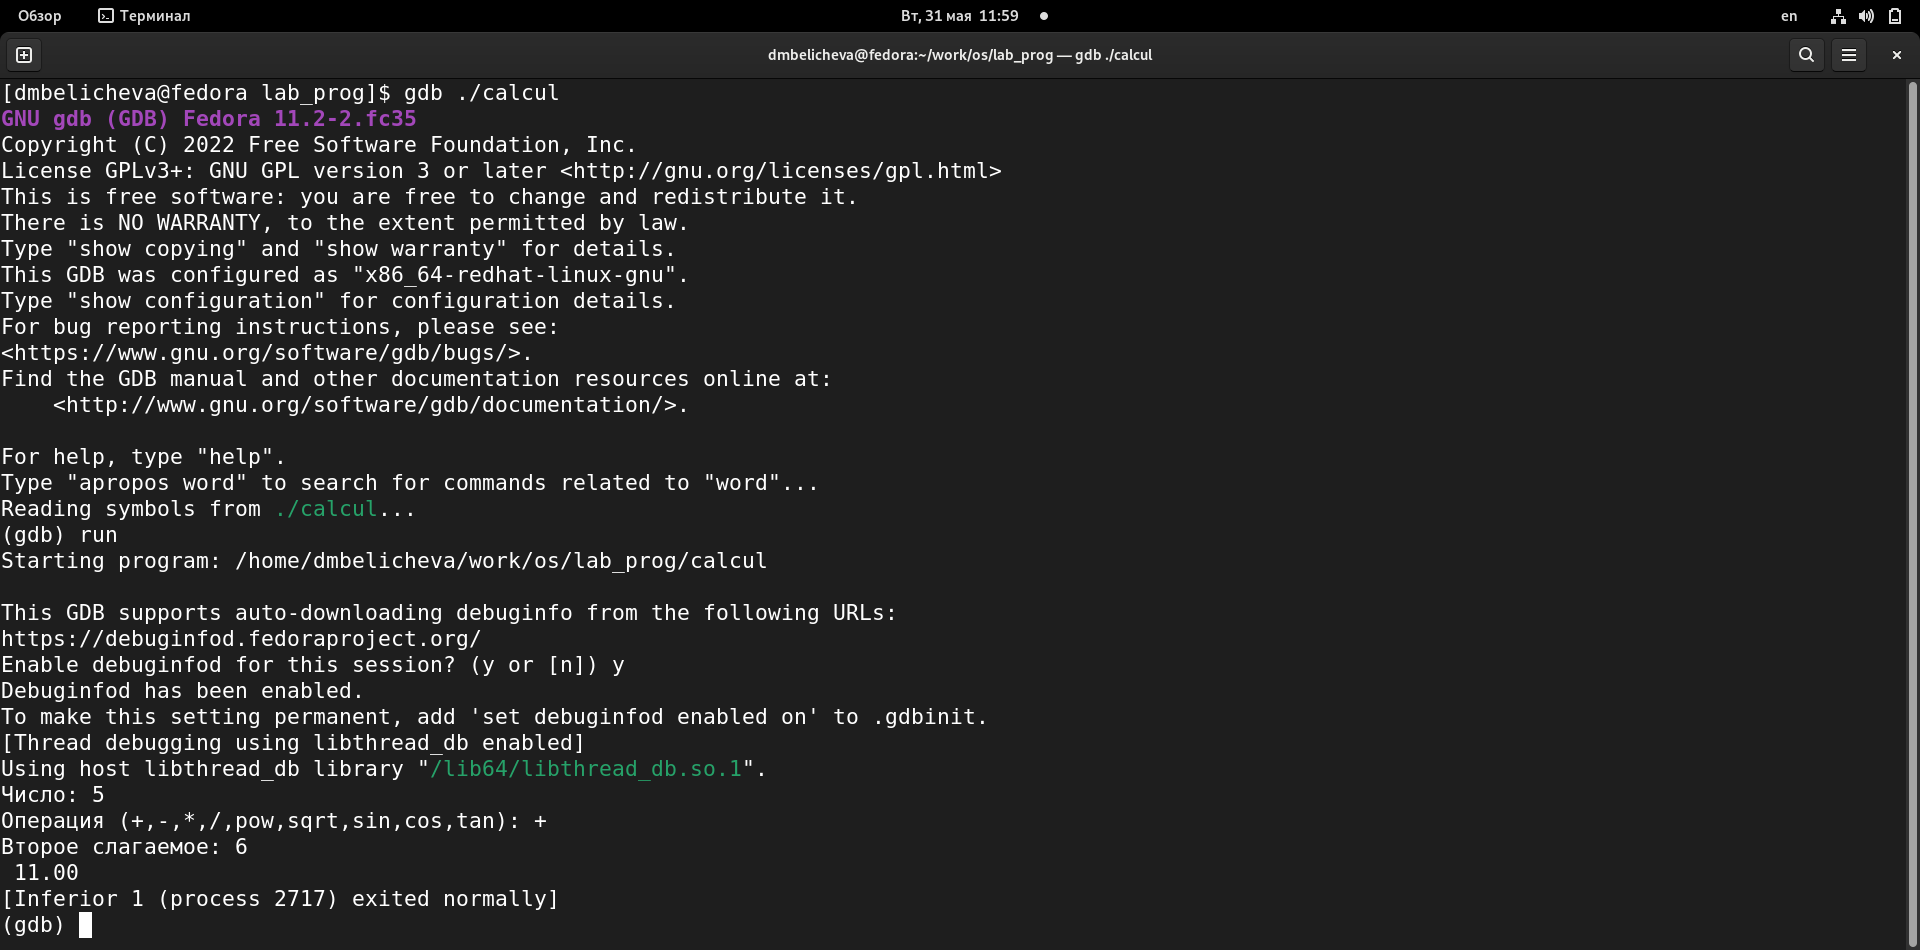 Обзор Терминал Вт, 31 мая 11:59 en
dmbelicheva@fedora:~/work/os/lab_prog — gdb ./calcul
[dmbelicheva@fedora lab_prog]$ gdb ./calcul
GNU gdb (GDB) Fedora 11.2-2.fc35
Copyright (C) 2022 Free Software Foundation, Inc.
License GPLv3+: GNU GPL version 3 or later <http://gnu.org/licenses/gpl.html>
This is free software: you are free to change and redistribute it.
There is NO WARRANTY, to the extent permitted by law.
Type "show copying" and "show warranty" for details.
This GDB was configured as "x86_64-redhat-linux-gnu".
Type "show configuration" for configuration details.
For bug reporting instructions, please see:
<https://www.gnu.org/software/gdb/bugs/>.
Find the GDB manual and other documentation resources online at:
    <http://www.gnu.org/software/gdb/documentation/>.

For help, type "help".
Type "apropos word" to search for commands related to "word"...
Reading symbols from ./calcul...
(gdb) run
Starting program: /home/dmbelicheva/work/os/lab_prog/calcul

This GDB supports auto-downloading debuginfo from the following URLs:
https://debuginfod.fedoraproject.org/
Enable debuginfod for this session? (y or [n]) y
Debuginfod has been enabled.
To make this setting permanent, add 'set debuginfod enabled on' to .gdbinit.
[Thread debugging using libthread_db enabled]
Using host libthread_db library "/lib64/libthread_db.so.1".
Число: 5
Операция (+,-,*,/,pow,sqrt,sin,cos,tan): +
Второе слагаемое: 6
 11.00
[Inferior 1 (process 2717) exited normally]
(gdb)